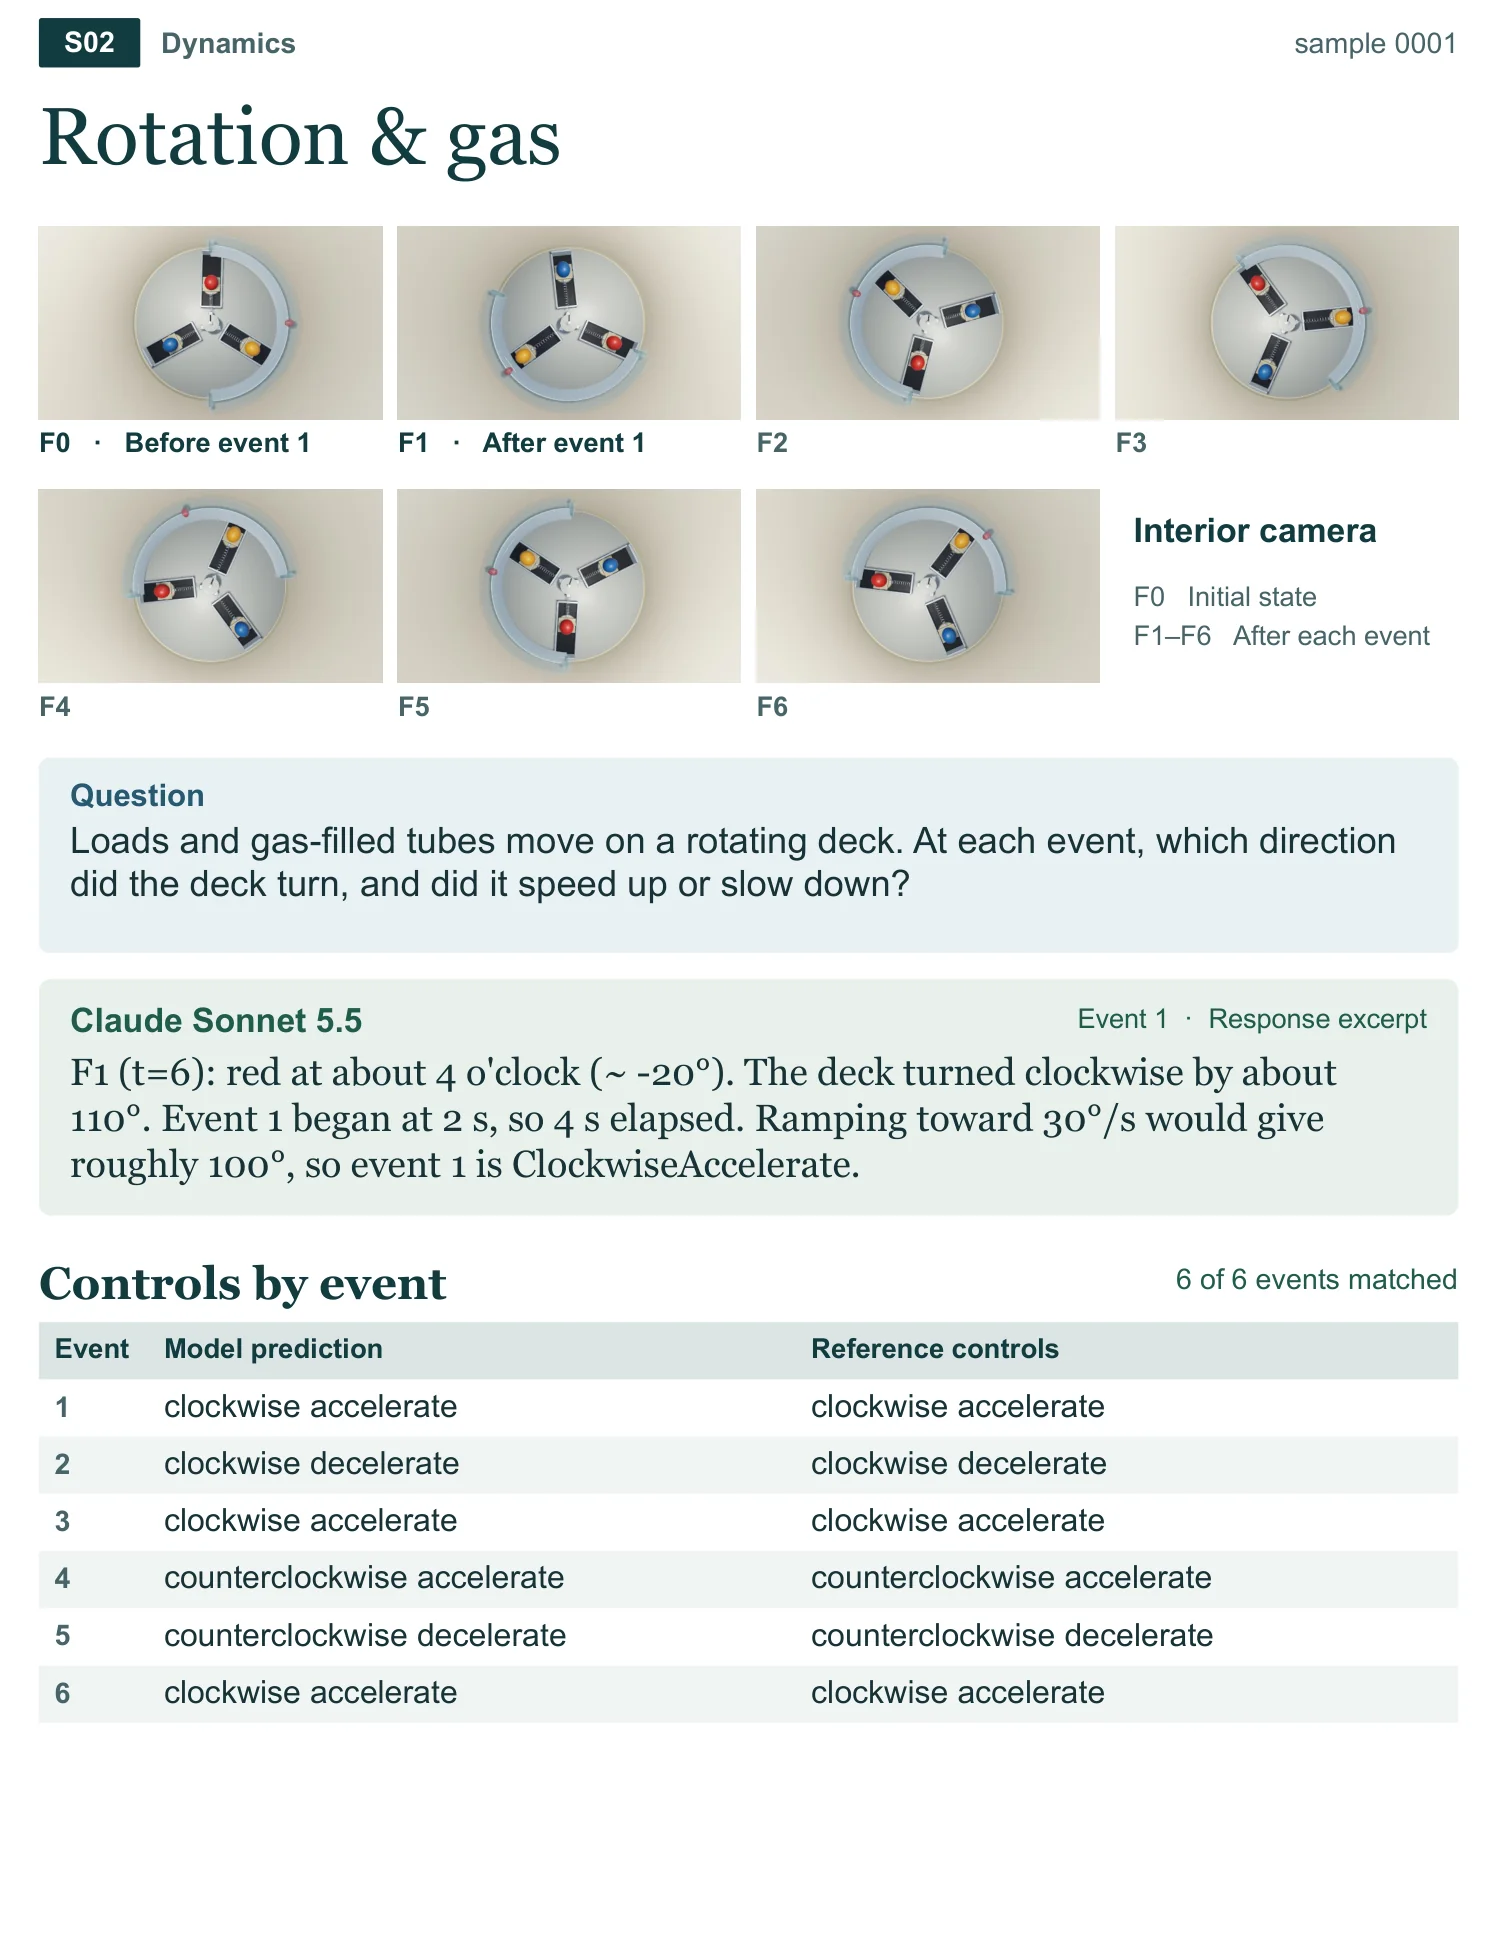 S02 Dynamics sample 0001
Rotation & gas
F0 · Before event 1
F1 · After event 1
F2
F3
F4
F5
F6
Interior camera
F0 Initial state
F1–F6 After each event
Question
Loads and gas-filled tubes move on a rotating deck. At each event, which direction
did the deck turn, and did it speed up or slow down?
Claude Sonnet 5.5 Event 1 · Response excerpt
F1 (t=6): red at about 4 o'clock (~ -20°). The deck turned clockwise by about
110°. Event 1 began at 2 s, so 4 s elapsed. Ramping toward 30°/s would give
roughly 100°, so event 1 is ClockwiseAccelerate.
Controls by event 6 of 6 events matched
Event Model prediction Reference controls
1 clockwise accelerate clockwise accelerate
2 clockwise decelerate clockwise decelerate
3 clockwise accelerate clockwise accelerate
4 counterclockwise accelerate counterclockwise accelerate
5 counterclockwise decelerate counterclockwise decelerate
6 clockwise accelerate clockwise accelerate